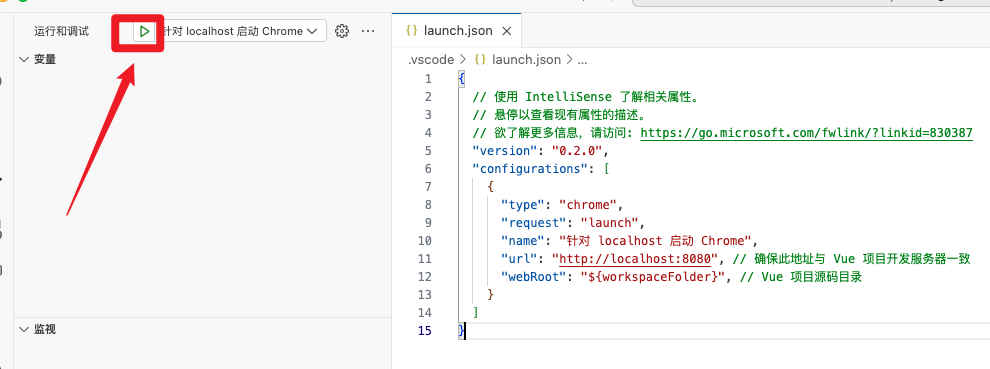 运行和调试
针对 localhost 启动 Chrome
变量
监视
launch.json
.vscode > launch.json > ...
1 {
2 // 使用 IntelliSense 了解相关属性。
3 // 悬停以查看现有属性的描述。
4 // 欲了解更多信息，请访问: https://go.microsoft.com/fwlink/?linkid=830387
5 "version": "0.2.0",
6 "configurations": [
7 {
8 "type": "chrome",
9 "request": "launch",
10 "name": "针对 localhost 启动 Chrome",
11 "url": "http://localhost:8080", // 确保此地址与 Vue 项目开发服务器一致
12 "webRoot": "${workspaceFolder}", // Vue 项目源码目录
13 }
14 ]
15 }